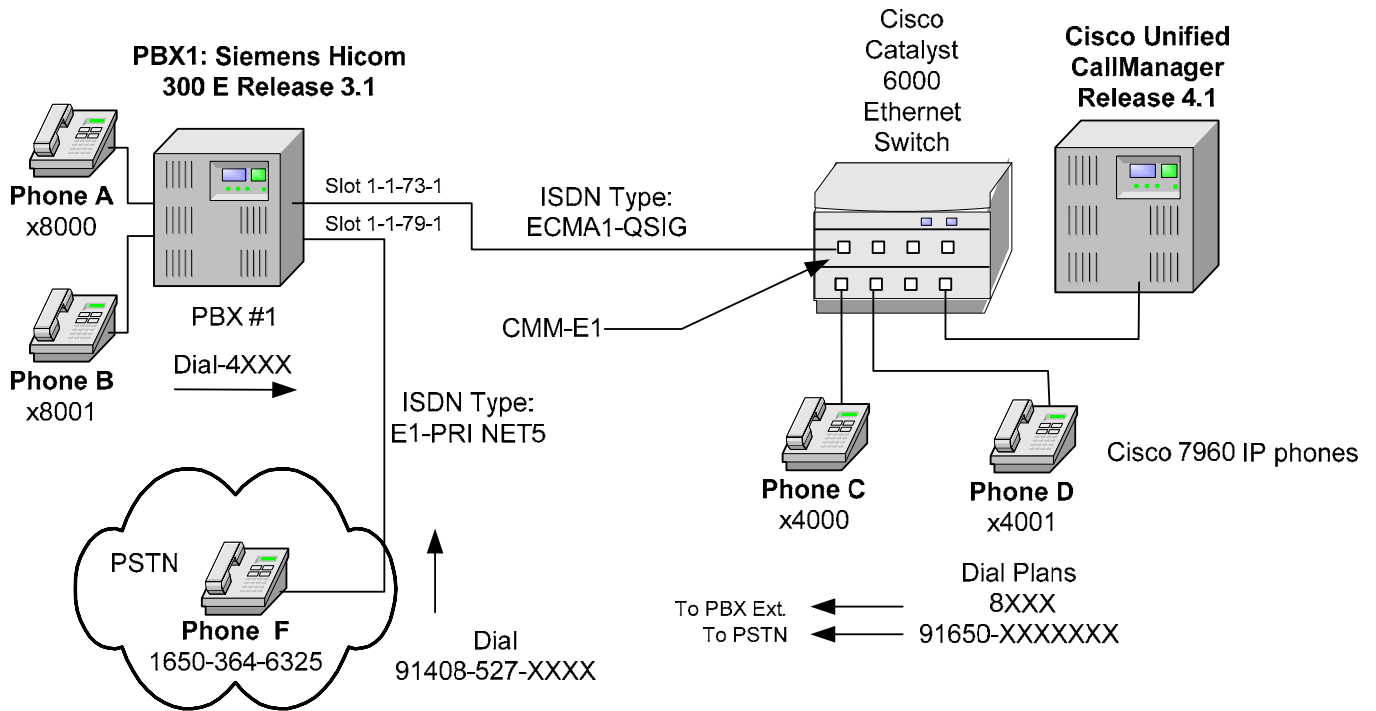 PBX1: Siemens Hicom
300 E Release 3.1
Cisco
Catalyst
6000
Ethernet
Switch
Cisco Unified
CallManager
Release 4.1
Phone A
x8000
Slot 1-1-73-1
Slot 1-1-79-1
ISDN Type:
ECMA1-QSIG
PBX #1
CMM-E1
Phone B
x8001
Dial-4XXX
ISDN Type:
E1-PRI NET5
Cisco 7960 IP phones
Phone C
x4000
Phone D
x4001
PSTN
Phone F
1650-364-6325
Dial
91408-527-XXXX
Dial Plans
To PBX Ext.
8XXX
To PSTN
91650-XXXXXXX